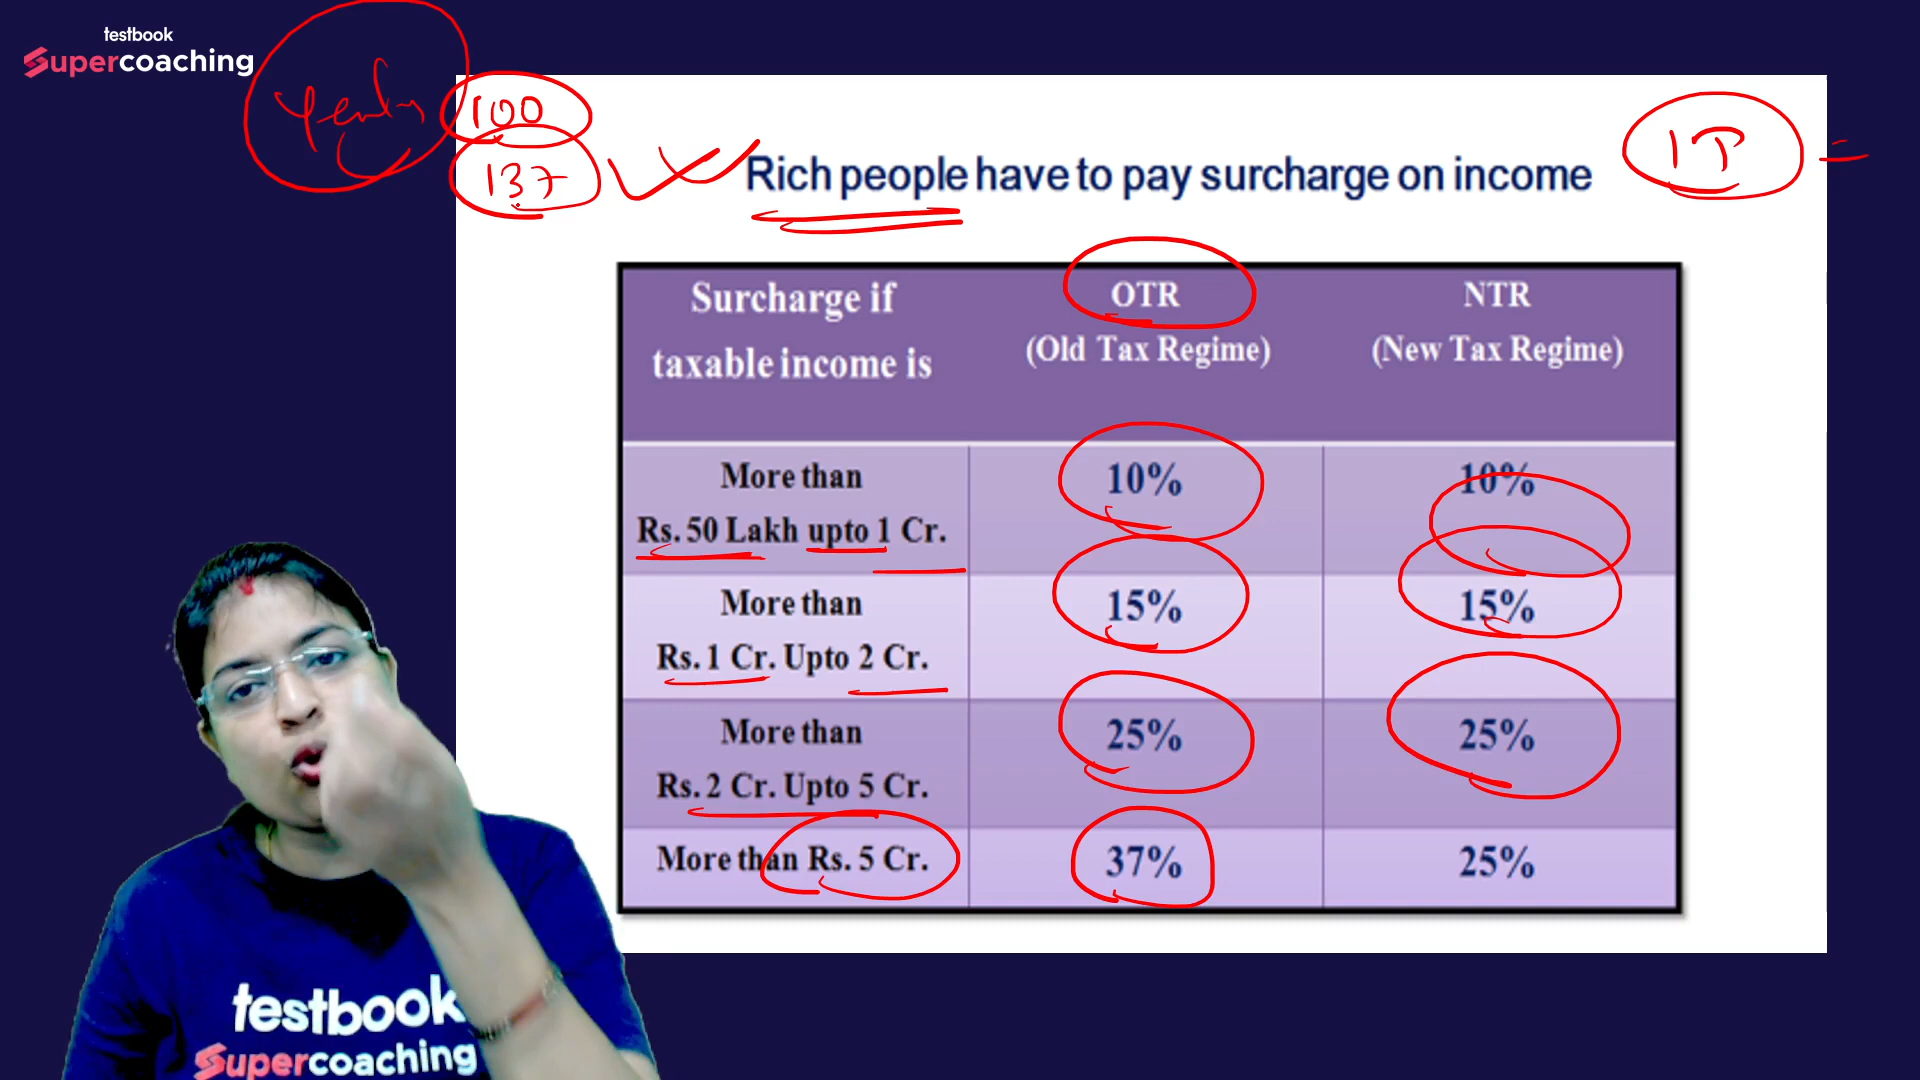 testbook
Supercoaching
Yearly
100
137
Rich people have to pay surcharge on income
IT =
Surcharge if
taxable income is
OTR
(Old Tax Regime)
NTR
(New Tax Regime)
More than
Rs. 50 Lakh upto 1 Cr.
10%
10%
More than
Rs. 1 Cr. Upto 2 Cr.
15%
15%
More than
Rs. 2 Cr. Upto 5 Cr.
25%
25%
More than Rs. 5 Cr.
37%
25%
testbook
Supercoaching